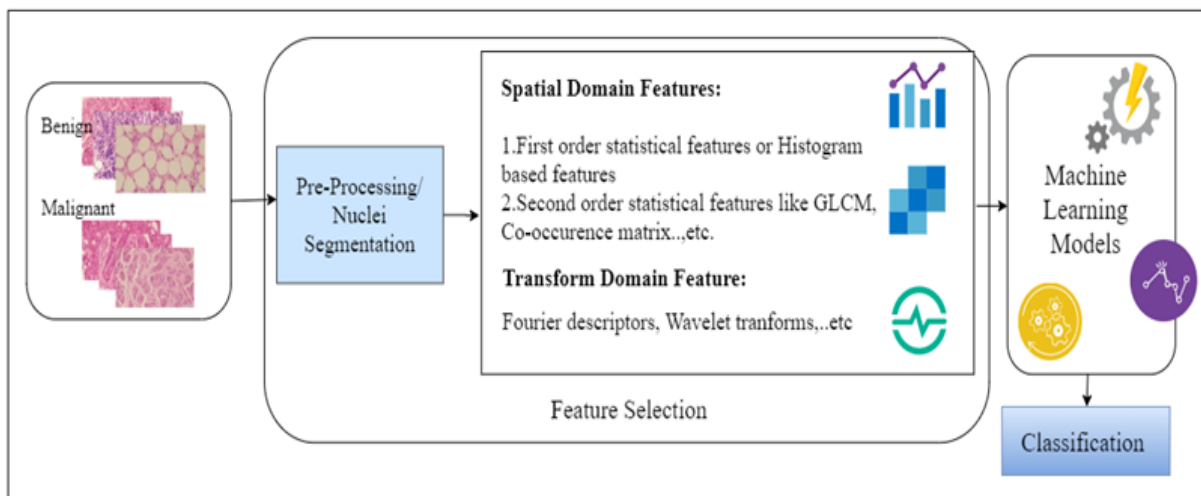 Benign
Malignant
Pre-Processing/
Nuclei
Segmentation
Spatial Domain Features:
1.First order statistical features or Histogram
based features
2.Second order statistical features like GLCM,
Co-occurence matrix..,etc.
Transform Domain Feature:
Fourier descriptors, Wavelet tranforms,..etc
Feature Selection
Machine
Learning
Models
Classification